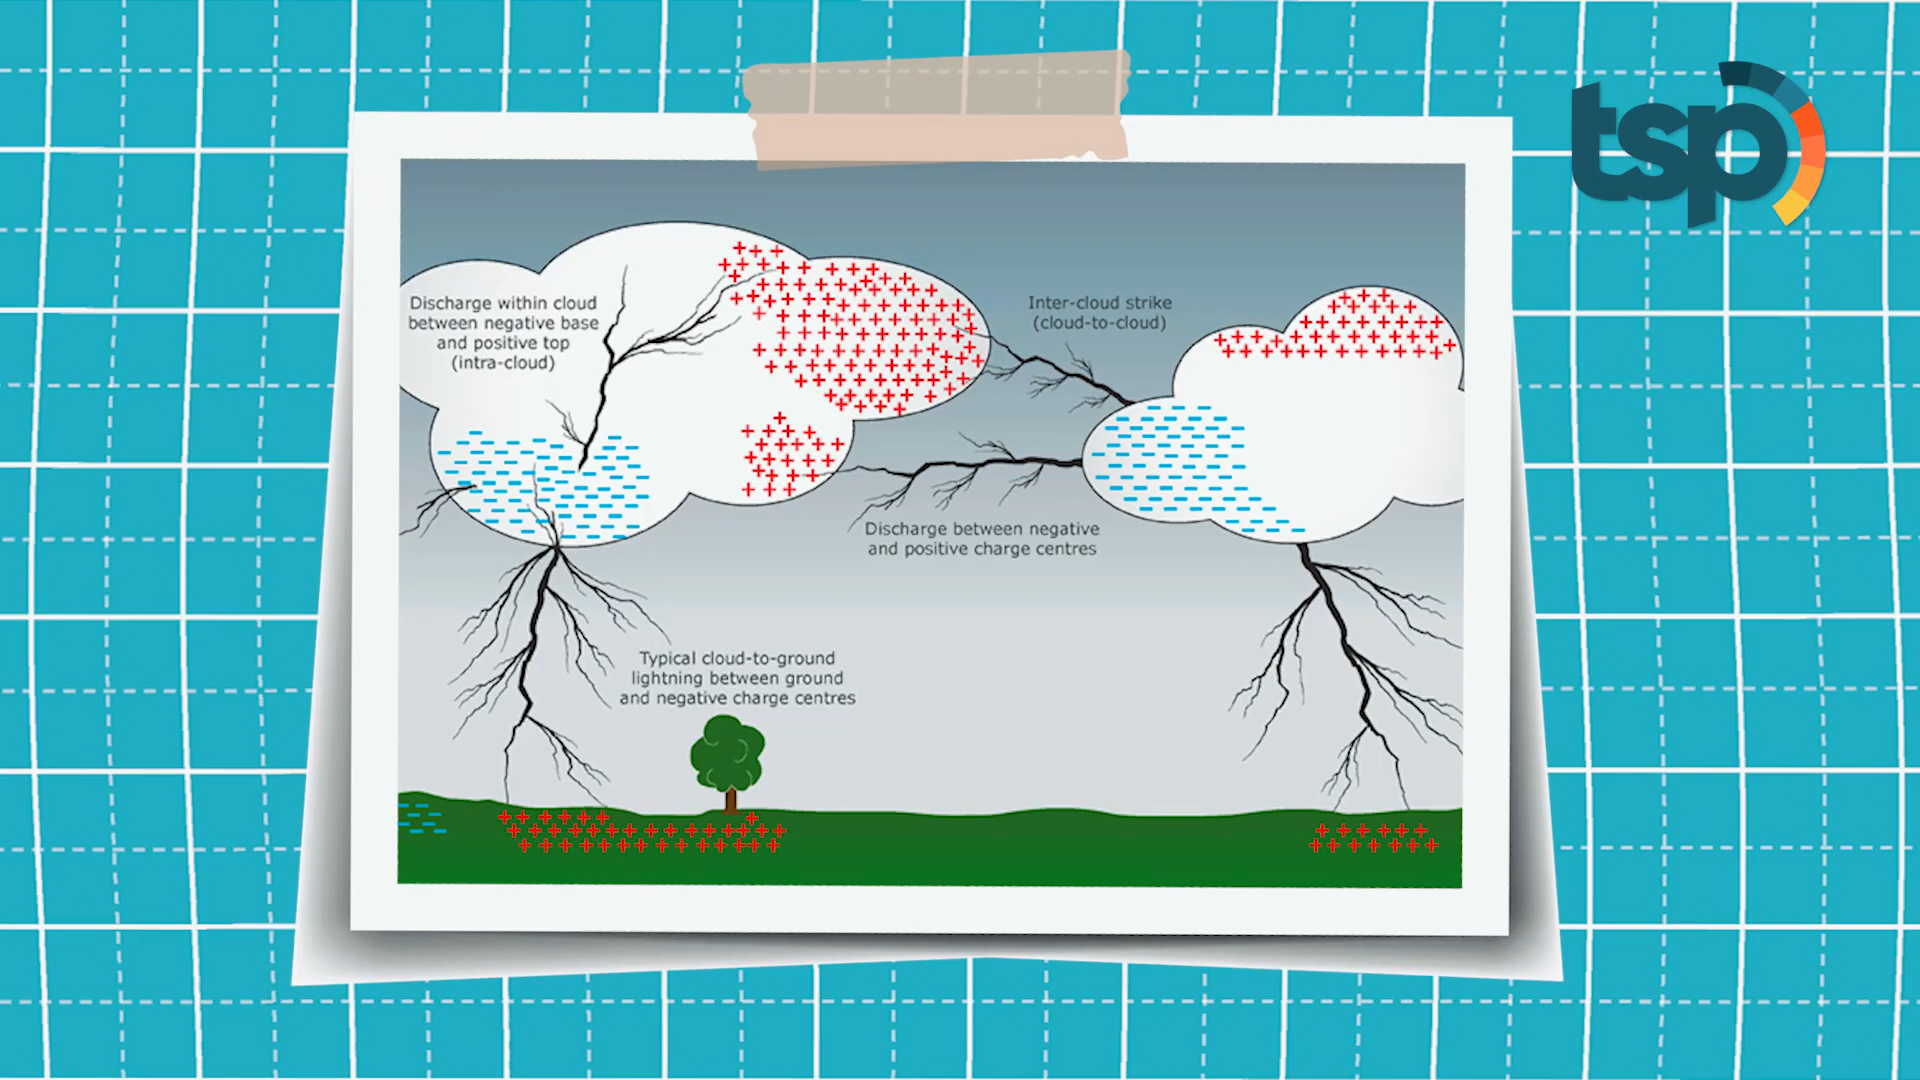 tsp
Discharge within cloud
between negative base
and positive top
(intra-cloud)
Inter-cloud strike
(cloud-to-cloud)
Discharge between negative
and positive charge centres
Typical cloud-to-ground
lightning between ground
and negative charge centres